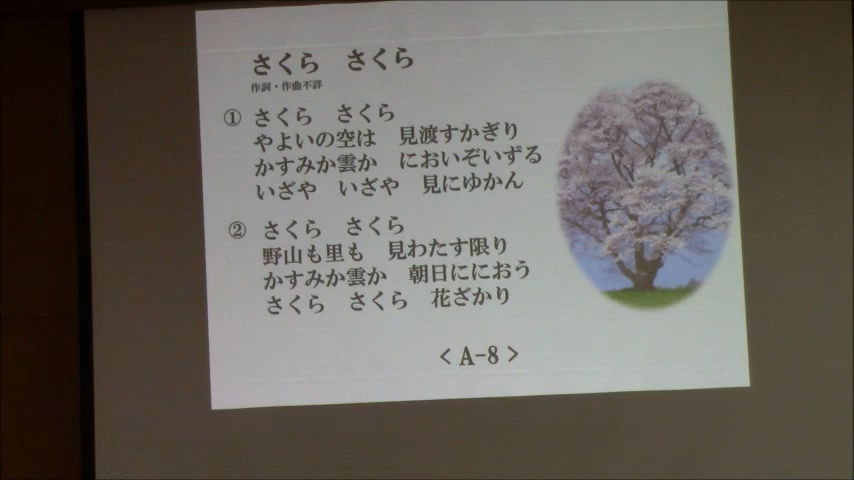 さくら　さくら
作詞・作曲不詳
① さくら　さくら
やよいの空は　見渡すかぎり
かすみか雲か　においぞいずる
いざや　いざや　見にゆかん
② さくら　さくら
野山も里も　見わたす限り
かすみか雲か　朝日ににおう
さくら　さくら　花ざかり
< A-8 >